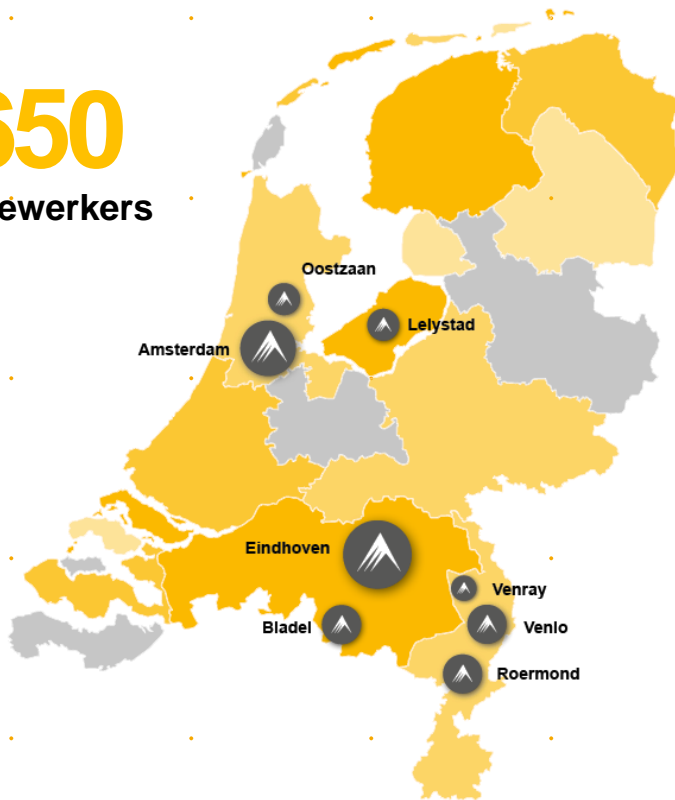 650
ewerkers
Oostzaan
Lelystad
Amsterdam
Eindhoven
Venray
Bladel
Venlo
Roermond